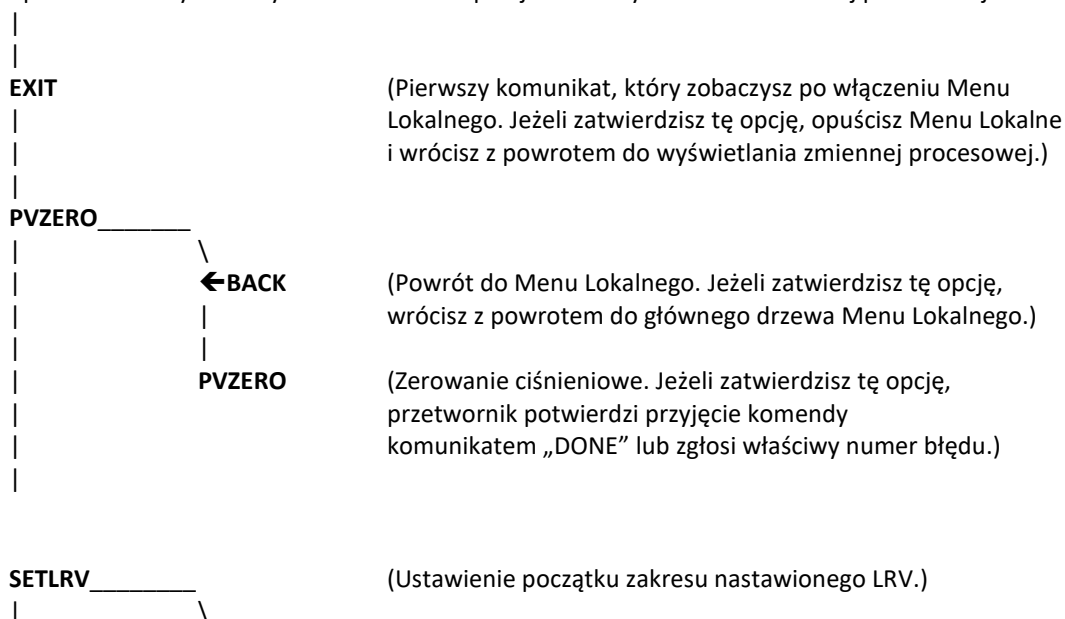 EXIT (Pierwszy komunikat, który zobaczysz po włączeniu Menu
Lokalnego. Jeżeli zatwierdzisz tę opcję, opuścisz Menu Lokalne
i wrócisz z powrotem do wyświetlania zmiennej procesowej.)
PVZERO_______
\
🡸BACK (Powrót do Menu Lokalnego. Jeżeli zatwierdzisz tę opcję,
| wrócisz z powrotem do głównego drzewa Menu Lokalnego.)
|
PVZERO (Zerowanie ciśnieniowe. Jeżeli zatwierdzisz tę opcję,
przetwornik potwierdzi przyjęcie komendy
komunikatem „DONE” lub zgłosi właściwy numer błędu.)
SETLRV________ (Ustawienie początku zakresu nastawionego LRV.)